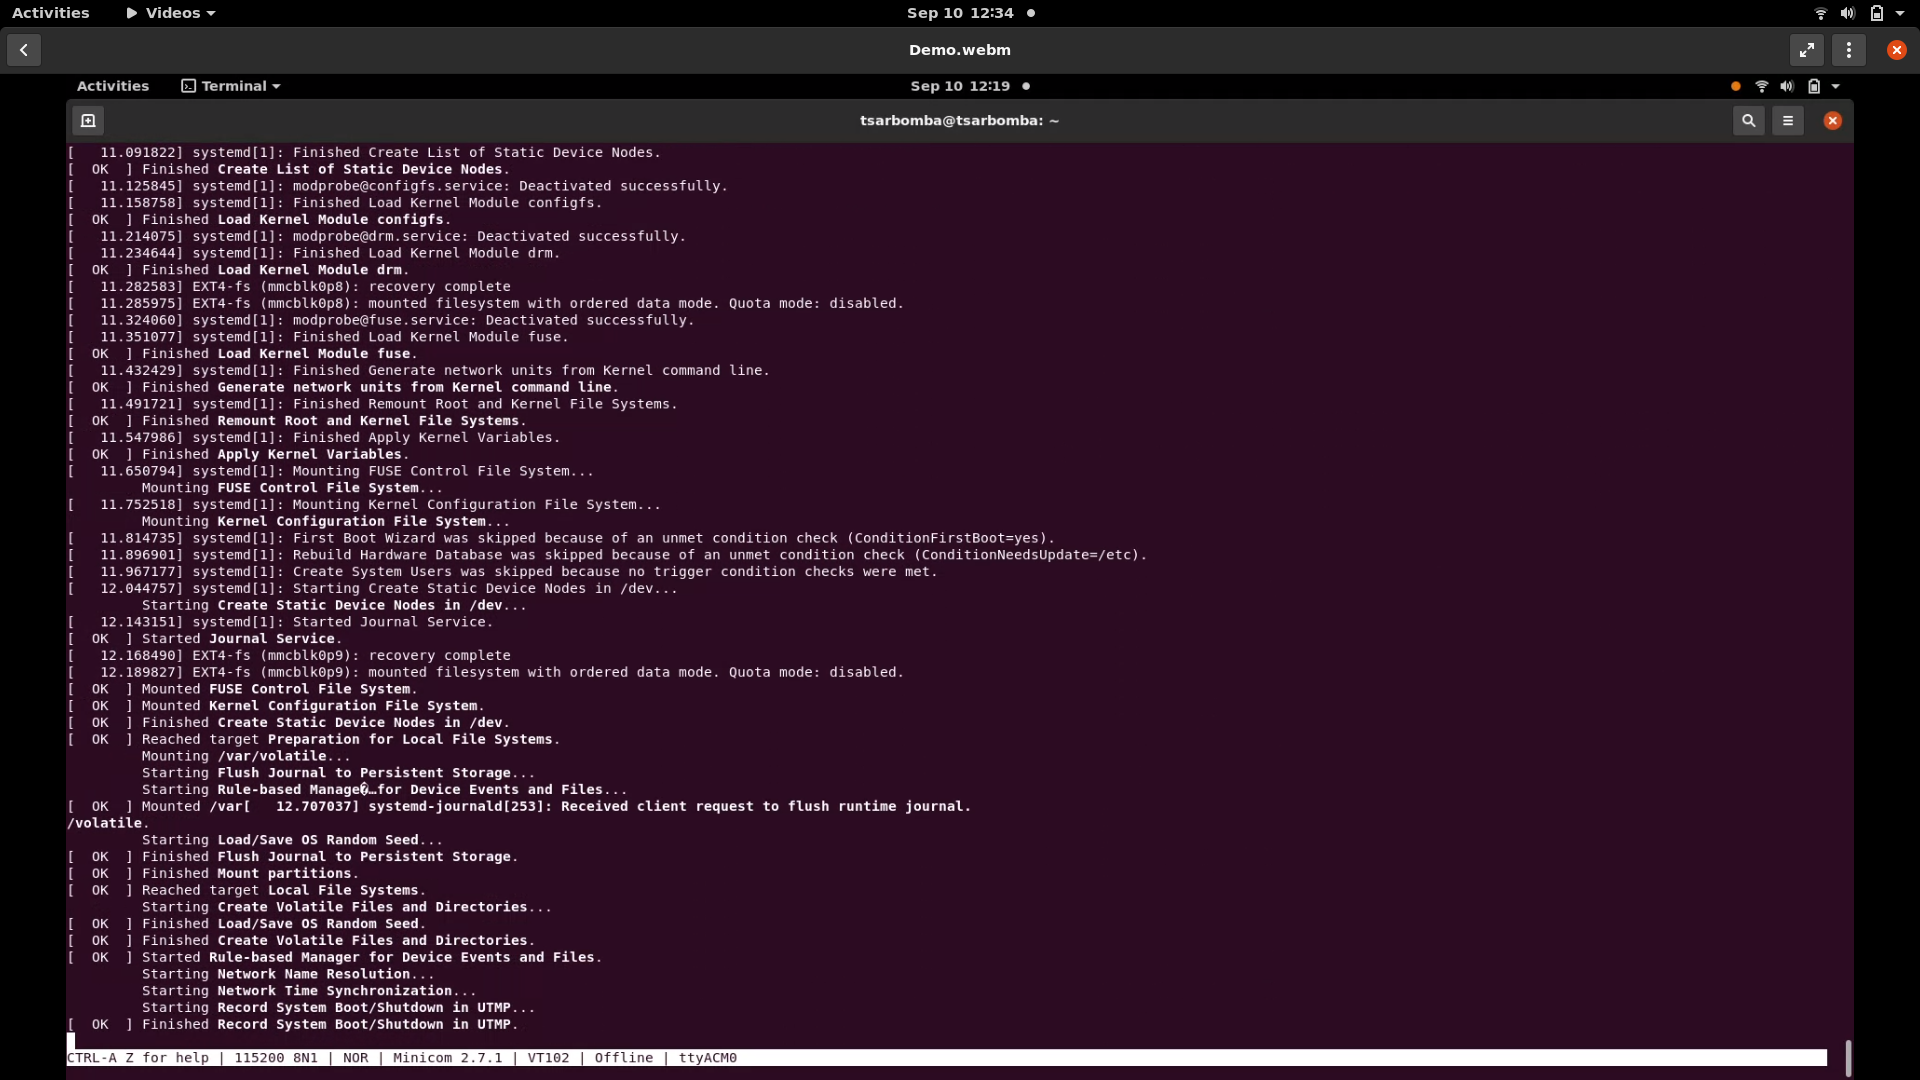 Activities Videos Sep 10 12:34
Demo.webm
Activities Terminal Sep 10 12:19
tsarbomba@tsarbomba: ~
[   11.091822] systemd[1]: Finished Create List of Static Device Nodes.
[  OK  ] Finished Create List of Static Device Nodes.
[   11.125845] systemd[1]: modprobe@configfs.service: Deactivated successfully.
[   11.158758] systemd[1]: Finished Load Kernel Module configfs.
[  OK  ] Finished Load Kernel Module configfs.
[   11.214075] systemd[1]: modprobe@drm.service: Deactivated successfully.
[   11.234644] systemd[1]: Finished Load Kernel Module drm.
[  OK  ] Finished Load Kernel Module drm.
[   11.282583] EXT4-fs (mmcblk0p8): recovery complete
[   11.285975] EXT4-fs (mmcblk0p8): mounted filesystem with ordered data mode. Quota mode: disabled.
[   11.324060] systemd[1]: modprobe@fuse.service: Deactivated successfully.
[   11.351077] systemd[1]: Finished Load Kernel Module fuse.
[  OK  ] Finished Load Kernel Module fuse.
[   11.432429] systemd[1]: Finished Generate network units from Kernel command line.
[  OK  ] Finished Generate network units from Kernel command line.
[   11.491721] systemd[1]: Finished Remount Root and Kernel File Systems.
[  OK  ] Finished Remount Root and Kernel File Systems.
[   11.547986] systemd[1]: Finished Apply Kernel Variables.
[  OK  ] Finished Apply Kernel Variables.
[   11.650794] systemd[1]: Mounting FUSE Control File System...
         Mounting FUSE Control File System...
[   11.752518] systemd[1]: Mounting Kernel Configuration File System...
         Mounting Kernel Configuration File System...
[   11.814735] systemd[1]: First Boot Wizard was skipped because of an unmet condition check (ConditionFirstBoot=yes).
[   11.896901] systemd[1]: Rebuild Hardware Database was skipped because of an unmet condition check (ConditionNeedsUpdate=/etc).
[   11.967177] systemd[1]: Create System Users was skipped because no trigger condition checks were met.
[   12.044757] systemd[1]: Starting Create Static Device Nodes in /dev...
         Starting Create Static Device Nodes in /dev...
[   12.143151] systemd[1]: Started Journal Service.
[  OK  ] Started Journal Service.
[   12.168490] EXT4-fs (mmcblk0p9): recovery complete
[   12.189827] EXT4-fs (mmcblk0p9): mounted filesystem with ordered data mode. Quota mode: disabled.
[  OK  ] Mounted FUSE Control File System.
[  OK  ] Mounted Kernel Configuration File System.
[  OK  ] Finished Create Static Device Nodes in /dev.
[  OK  ] Reached target Preparation for Local File Systems.
         Mounting /var/volatile...
         Starting Flush Journal to Persistent Storage...
         Starting Rule-based Manage�…for Device Events and Files...
[  OK  ] Mounted /var[   12.707037] systemd-journald[253]: Received client request to flush runtime journal.
/volatile.
         Starting Load/Save OS Random Seed...
[  OK  ] Finished Flush Journal to Persistent Storage.
[  OK  ] Finished Mount partitions.
[  OK  ] Reached target Local File Systems.
         Starting Create Volatile Files and Directories...
[  OK  ] Finished Load/Save OS Random Seed.
[  OK  ] Finished Create Volatile Files and Directories.
[  OK  ] Started Rule-based Manager for Device Events and Files.
         Starting Network Name Resolution...
         Starting Network Time Synchronization...
         Starting Record System Boot/Shutdown in UTMP...
[  OK  ] Finished Record System Boot/Shutdown in UTMP.
CTRL-A Z for help | 115200 8N1 | NOR | Minicom 2.7.1 | VT102 | Offline | ttyACM0